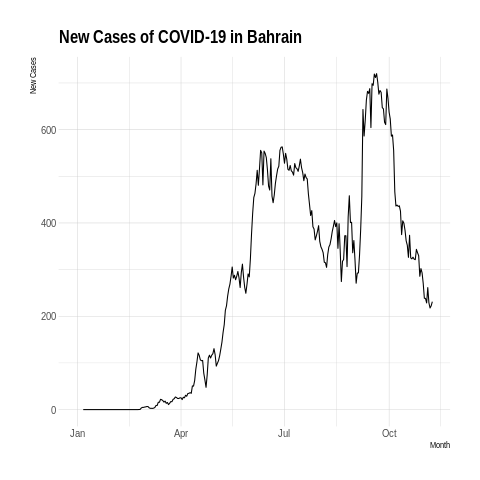 New Cases of COVID-19 in Bahrain
New Cases
600
400
200
0
Jan Apr Jul Oct
Month